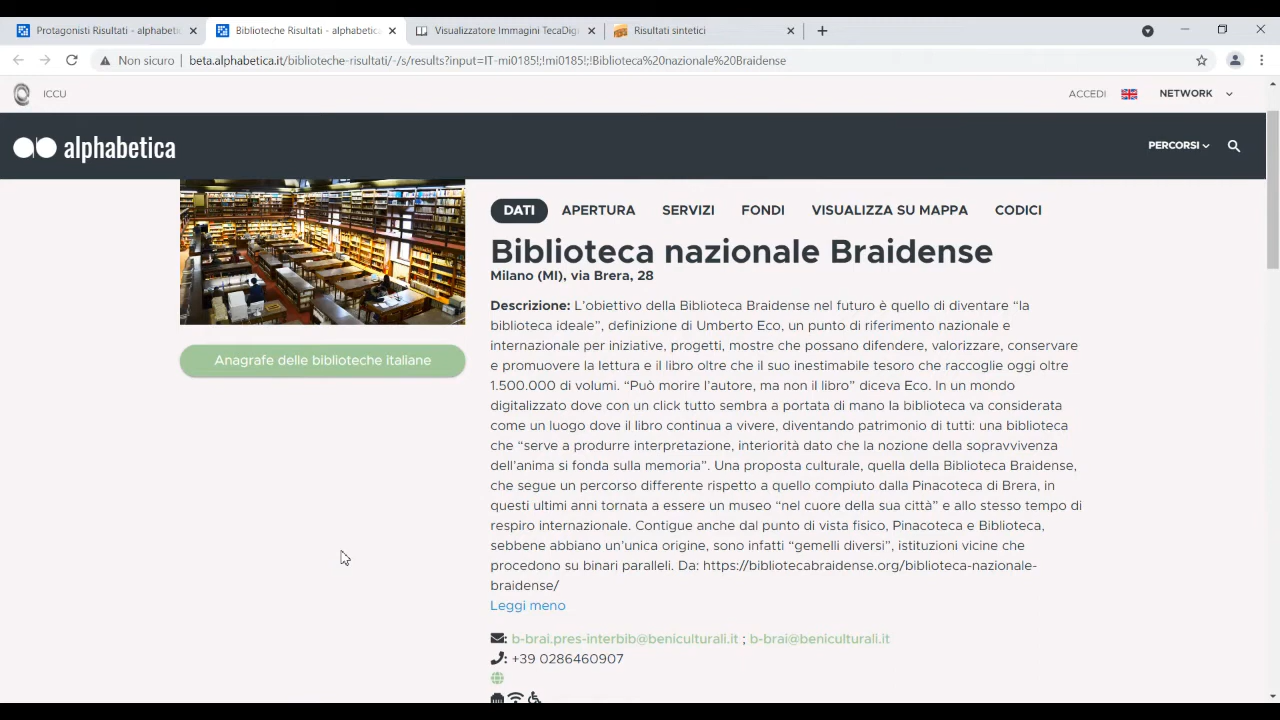 Protagonisti Risultati - alphabeti
Biblioteche Risultati - alphabetica
Visualizzatore Immagini TecaDigi
Risultati sintetici
Non sicuro
beta.alphabetica.it/biblioteche-risultati/-/s/results?input=IT-mi0185!,!mi0185!,!Biblioteca%20nazionale%20Braidense
ICCU
ACCEDI
NETWORK
alphabetica
PERCORSI
DATI APERTURA SERVIZI FONDI VISUALIZZA SU MAPPA CODICI
Biblioteca nazionale Braidense
Milano (MI), via Brera, 28
Anagrafe delle biblioteche italiane
Descrizione: L'obiettivo della Biblioteca Braidense nel futuro è quello di diventare “la
biblioteca ideale”, definizione di Umberto Eco, un punto di riferimento nazionale e
internazionale per iniziative, progetti, mostre che possano difendere, valorizzare, conservare
e promuovere la lettura e il libro oltre che il suo inestimabile tesoro che raccoglie oggi oltre
1.500.000 di volumi. “Può morire l'autore, ma non il libro” diceva Eco. In un mondo
digitalizzato dove con un click tutto sembra a portata di mano la biblioteca va considerata
come un luogo dove il libro continua a vivere, diventando patrimonio di tutti: una biblioteca
che “serve a produrre interpretazione, interiorità dato che la nozione della sopravvivenza
dell'anima si fonda sulla memoria”. Una proposta culturale, quella della Biblioteca Braidense,
che segue un percorso differente rispetto a quello compiuto dalla Pinacoteca di Brera, in
questi ultimi anni tornata a essere un museo “nel cuore della sua città” e allo stesso tempo di
respiro internazionale. Contigue anche dal punto di vista fisico, Pinacoteca e Biblioteca,
sebbene abbiano un'unica origine, sono infatti “gemelli diversi”, istituzioni vicine che
procedono su binari paralleli. Da: https://bibliotecabraidense.org/biblioteca-nazionale-
braidense/
Leggi meno
: b-brai.pres-interbib@beniculturali.it ; b-brai@beniculturali.it
: +39 0286460907